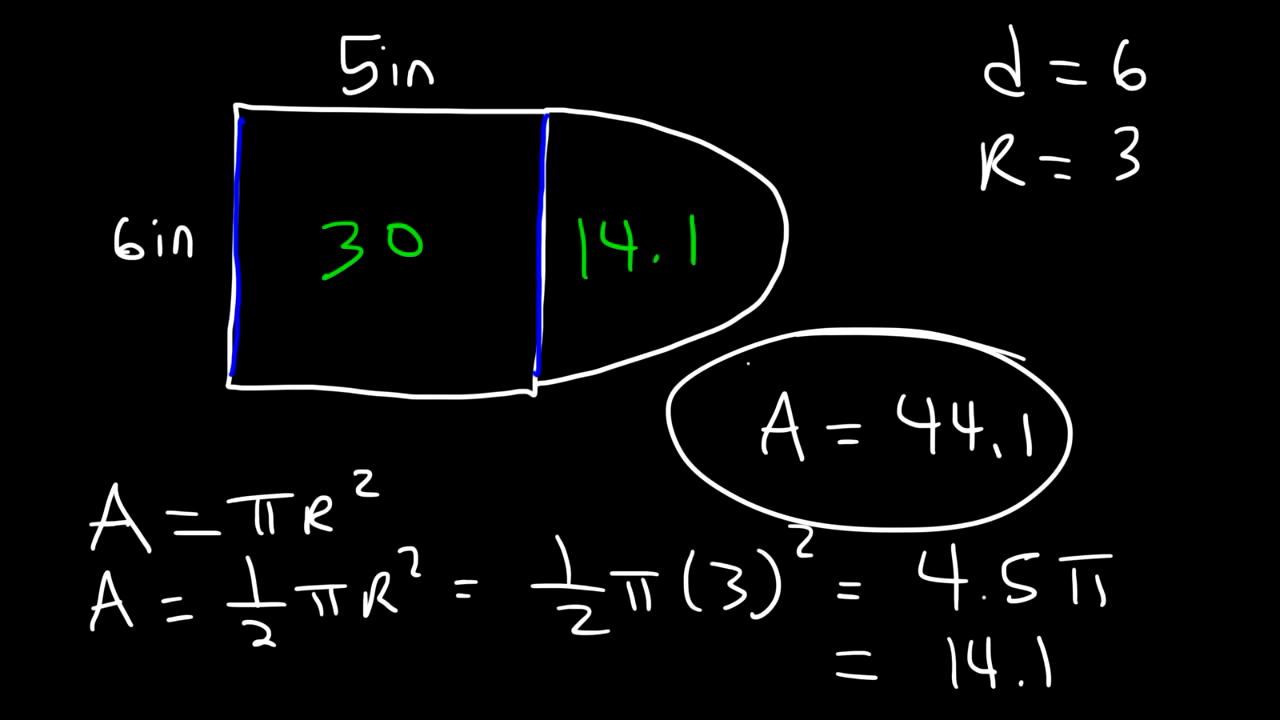 5in
d = 6
R = 3
6in
30
14.1
A = 44.1
A = πR²
A = 1/2 πR² = 1/2 π(3)² = 4.5π
= 14.1